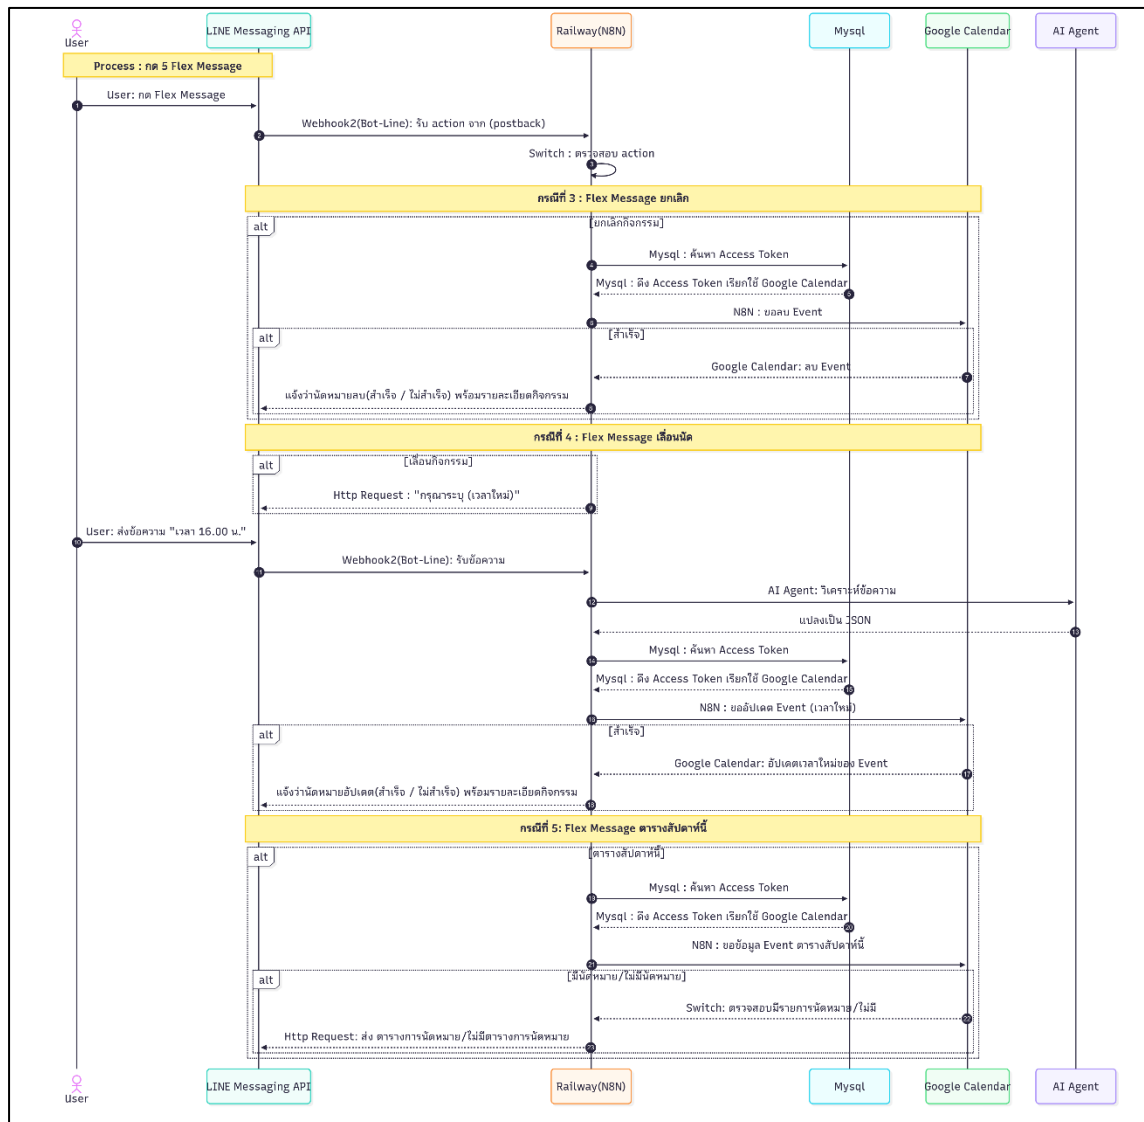 User
LINE Messaging API
Railway(N8N)
Mysql
Google Calendar
AI Agent
Process : กด 5 Flex Message
User: กด Flex Message
1
Webhook2(Bot-Line): รับ action จาก (postback)
2
Switch : ตรวจสอบ action
3
กรณีที่ 3 : Flex Message ยกเลิก
alt
[ยกเลิกกิจกรรม]
Mysql : ค้นหา Access Token
4
Mysql : ดึง Access Token เรียกใช้ Google Calendar
5
N8N : ขอลบ Event
6
alt
[สำเร็จ]
Google Calendar: ลบ Event
7
แจ้งว่านัดหมายลบ(สำเร็จ / ไม่สำเร็จ) พร้อมรายละเอียดกิจกรรม
8
กรณีที่ 4 : Flex Message เลื่อนนัด
alt
[เลื่อนกิจกรรม]
Http Request : "กรุณาระบุ (เวลาใหม่)"
9
User: ส่งข้อความ "เวลา 16.00 น."
10
Webhook2(Bot-Line): รับข้อความ
11
AI Agent: วิเคราะห์ข้อความ
12
แปลงเป็น JSON
13
Mysql : ค้นหา Access Token
14
Mysql : ดึง Access Token เรียกใช้ Google Calendar
15
N8N : ขออัปเดต Event (เวลาใหม่)
16
alt
[สำเร็จ]
Google Calendar: อัปเดตเวลาใหม่ของ Event
17
แจ้งว่านัดหมายอัปเดต(สำเร็จ / ไม่สำเร็จ) พร้อมรายละเอียดกิจกรรม
18
กรณีที่ 5: Flex Message ตารางสัปดาห์นี้
alt
[ตารางสัปดาห์นี้]
Mysql : ค้นหา Access Token
19
Mysql : ดึง Access Token เรียกใช้ Google Calendar
20
N8N : ขอข้อมูล Event ตารางสัปดาห์นี้
21
alt
[มีนัดหมาย/ไม่มีนัดหมาย]
Switch: ตรวจสอบมีรายการนัดหมาย/ไม่มี
22
Http Request: ส่ง ตารางการนัดหมาย/ไม่มีตารางการนัดหมาย
23
User
LINE Messaging API
Railway(N8N)
Mysql
Google Calendar
AI Agent